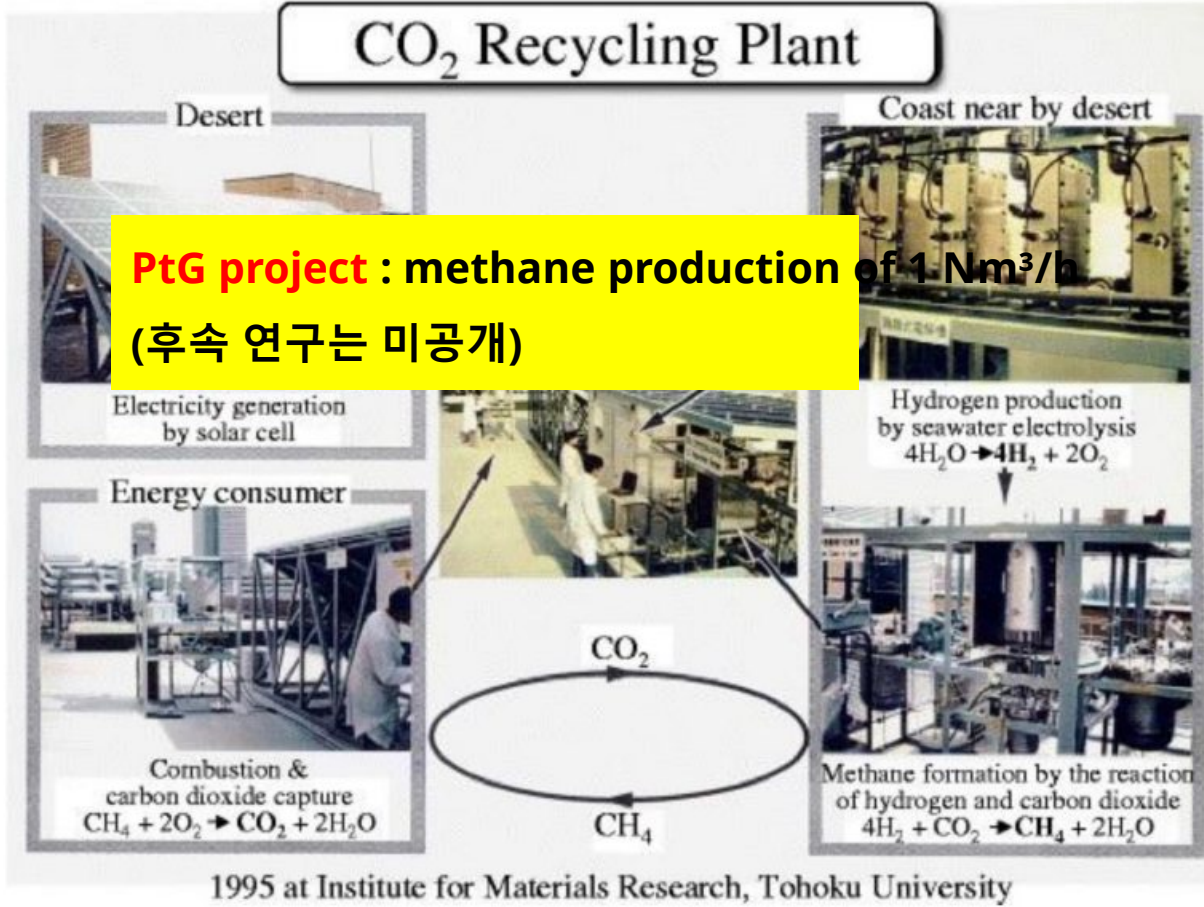 CO₂ Recycling Plant
Desert
Coast near by desert
PtG project : methane production of 1 Nm³/h
(후속 연구는 미공개)
Electricity generation
by solar cell
Hydrogen production
by seawater electrolysis
4H₂O ➔4H₂ + 2O₂
Energy consumer
CO₂
CH₄
Combustion &
carbon dioxide capture
CH₄ + 2O₂ ➔ CO₂ + 2H₂O
Methane formation by the reaction
of hydrogen and carbon dioxide
4H₂ + CO₂ ➔CH₄ + 2H₂O
1995 at Institute for Materials Research, Tohoku University